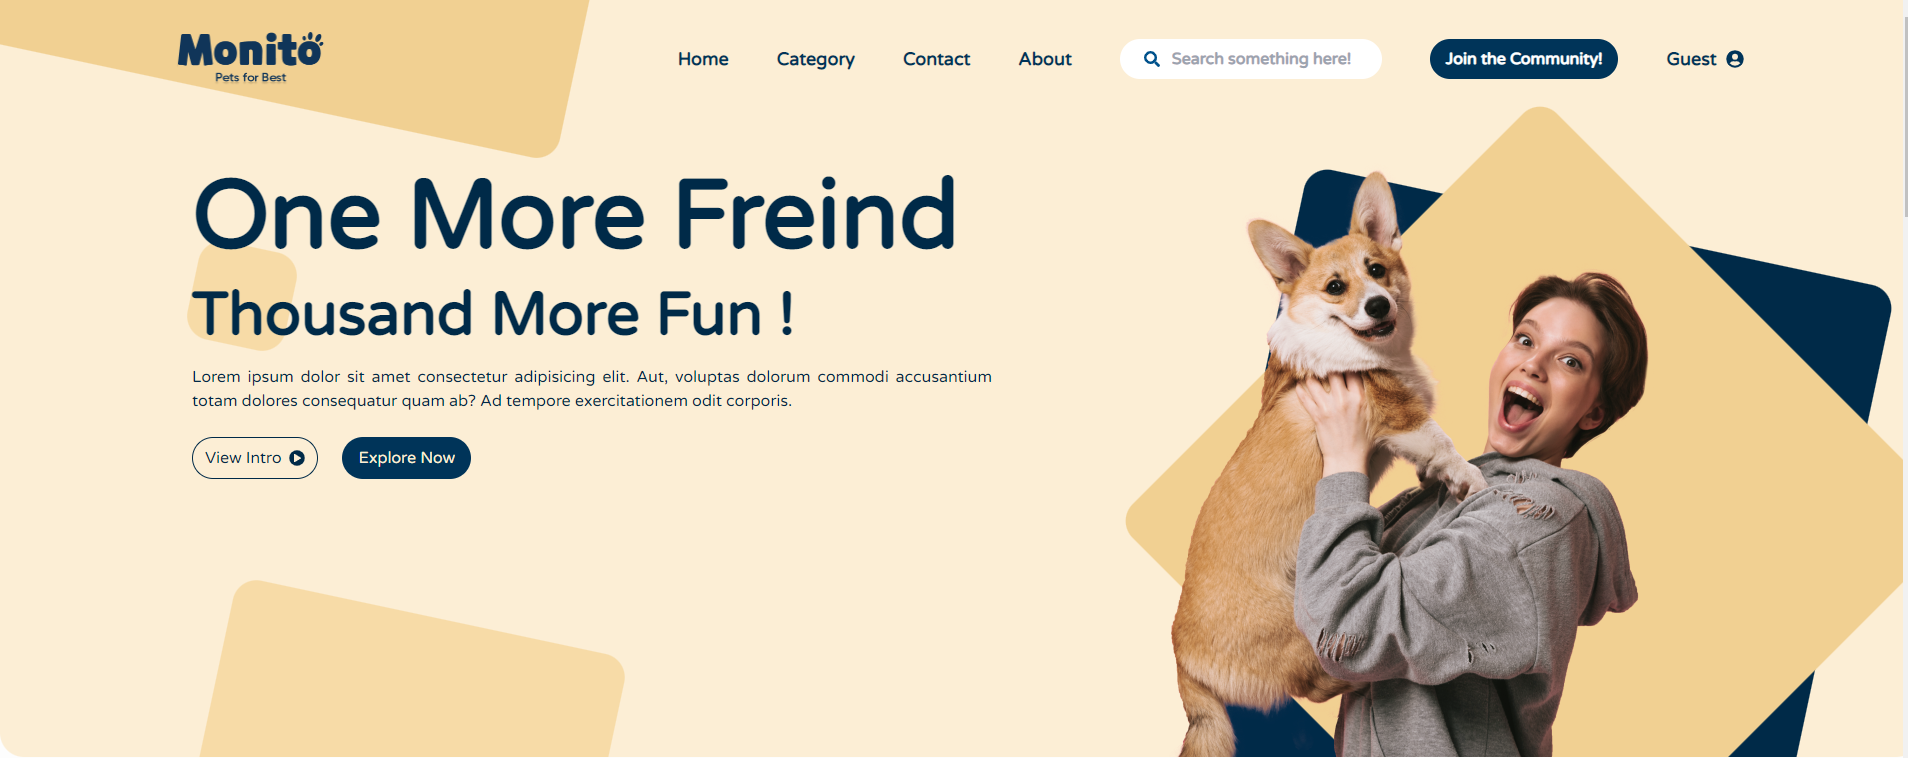 Monito
Pets for Best
Home Category Contact About Search something here! Join the Community! Guest
One More Freind
Thousand More Fun !
Lorem ipsum dolor sit amet consectetur adipisicing elit. Aut, voluptas dolorum commodi accusantium
totam dolores consequatur quam ab? Ad tempore exercitationem odit corporis.
View Intro Explore Now